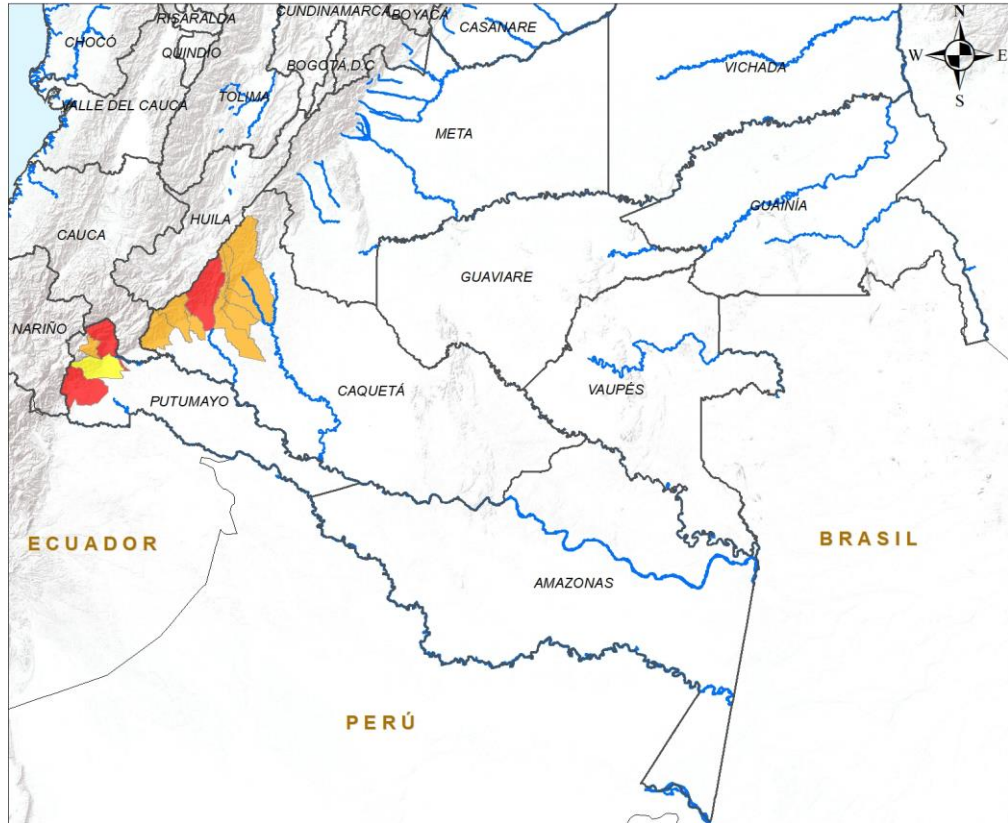 CUNDINAMARCA
BOYACÁ
RISARALDA
CASANARE
N
CHOCÓ
QUINDÍO
BOGOTÁ D.C
W
E
VICHADA
VALLE DEL CAUCA
TOLIMA
S
META
GUAINÍA
HUILA
CAUCA
GUAVIARE
NARIÑO
CAQUETÁ
VAUPÉS
PUTUMAYO
ECUADOR
BRASIL
AMAZONAS
PERÚ